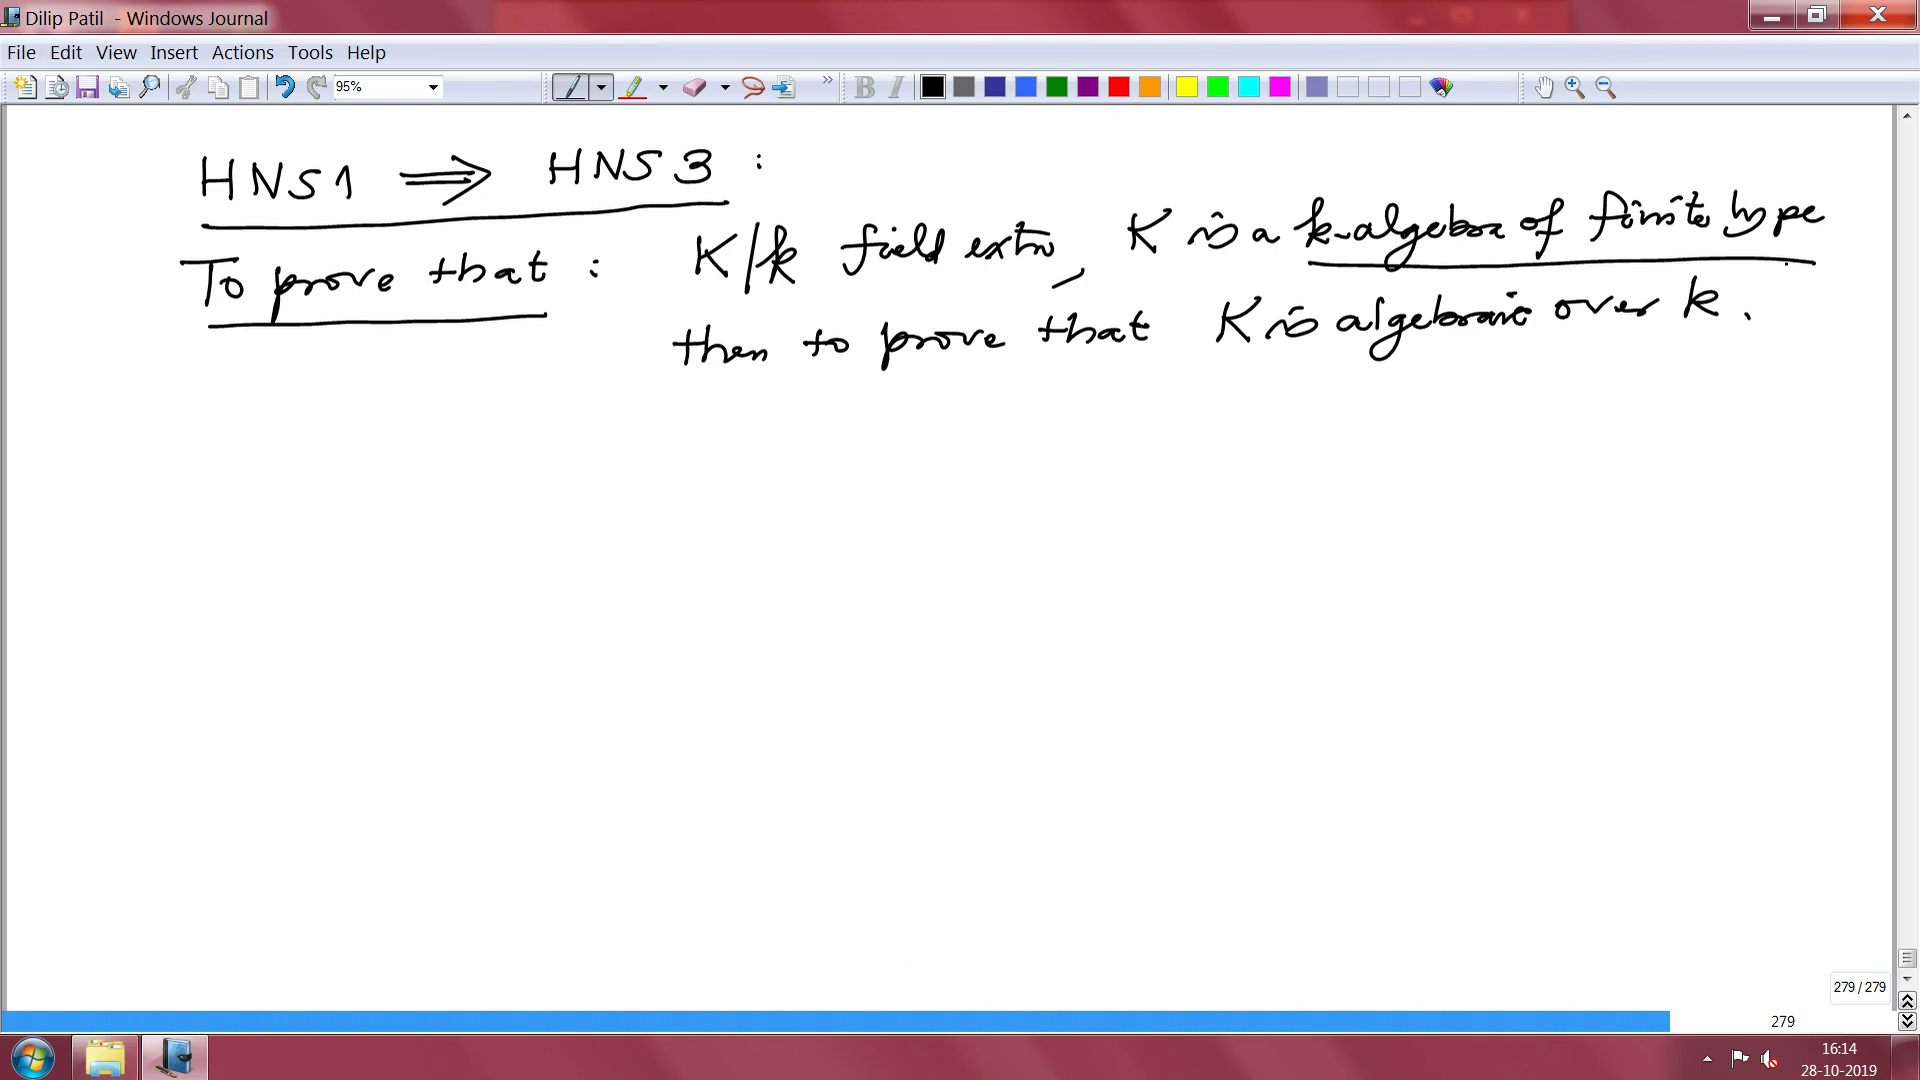 Dilip Patil - Windows Journal
File Edit View Insert Actions Tools Help
95%
HNS1 ⟹ HNS3 :
To prove that : K/k field extn, K is a k-algebra of finite type
then to prove that K is algebraic over k.
279 / 279
279
16:14
28-10-2019